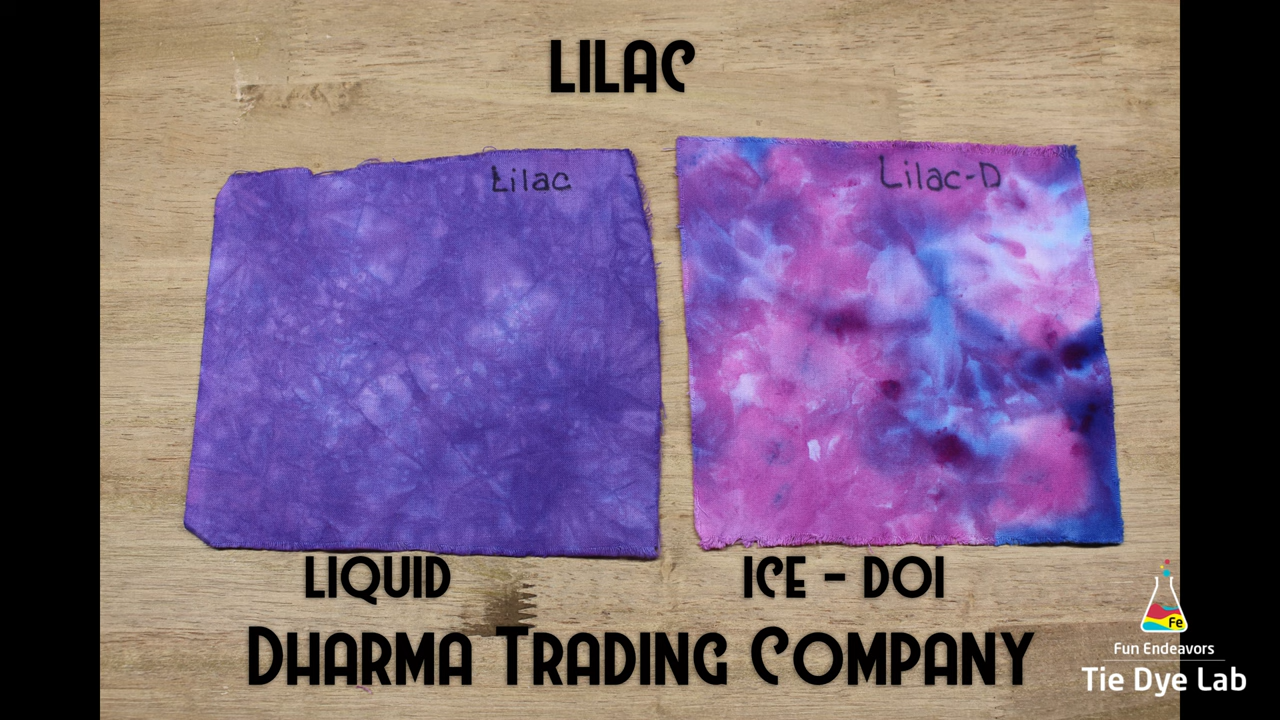 LILAC
Lilac
Lilac-D
LIQUID
ICE - DOI
DHARMA TRADING COMPANY
Fe
Fun Endeavors
Tie Dye Lab